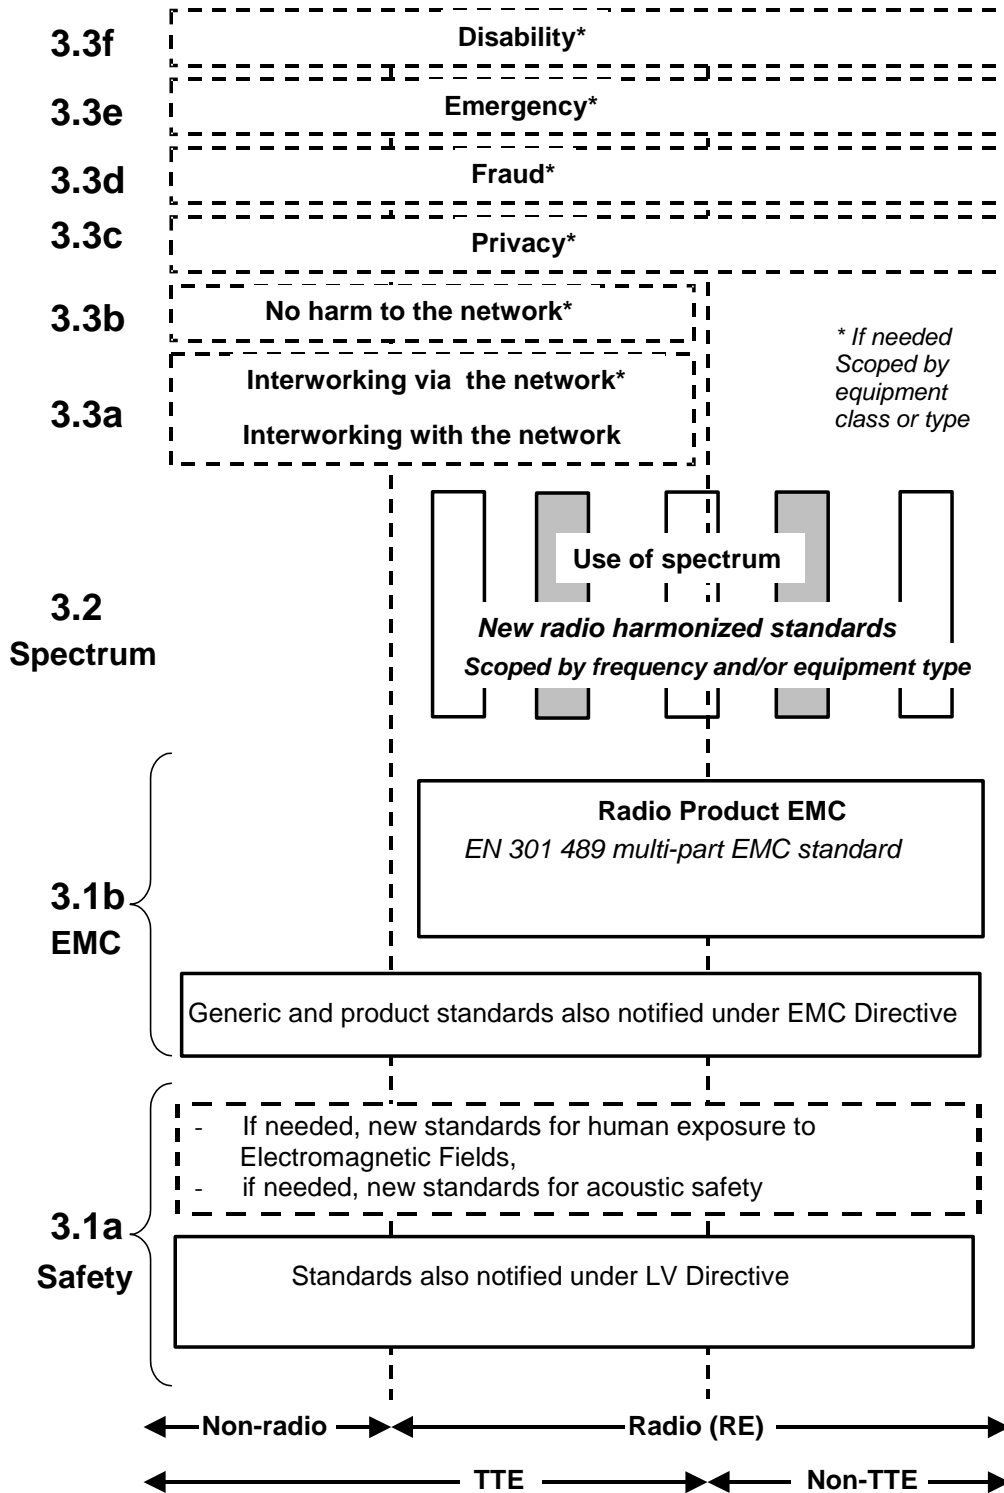 3.3f
Disability*
3.3e
Emergency*
3.3d
Fraud*
3.3c
Privacy*
3.3b
No harm to the network*
* If needed
Scoped by
equipment
class or type
3.3a
Interworking via the network*
Interworking with the network
3.2
Spectrum
Use of spectrum
New radio harmonized standards
Scoped by frequency and/or equipment type
3.1b
EMC
Radio Product EMC
EN 301 489 multi-part EMC standard
Generic and product standards also notified under EMC Directive
3.1a
Safety
- If needed, new standards for human exposure to
Electromagnetic Fields,
- if needed, new standards for acoustic safety
Standards also notified under LV Directive
Non-radio
Radio (RE)
TTE
Non-TTE